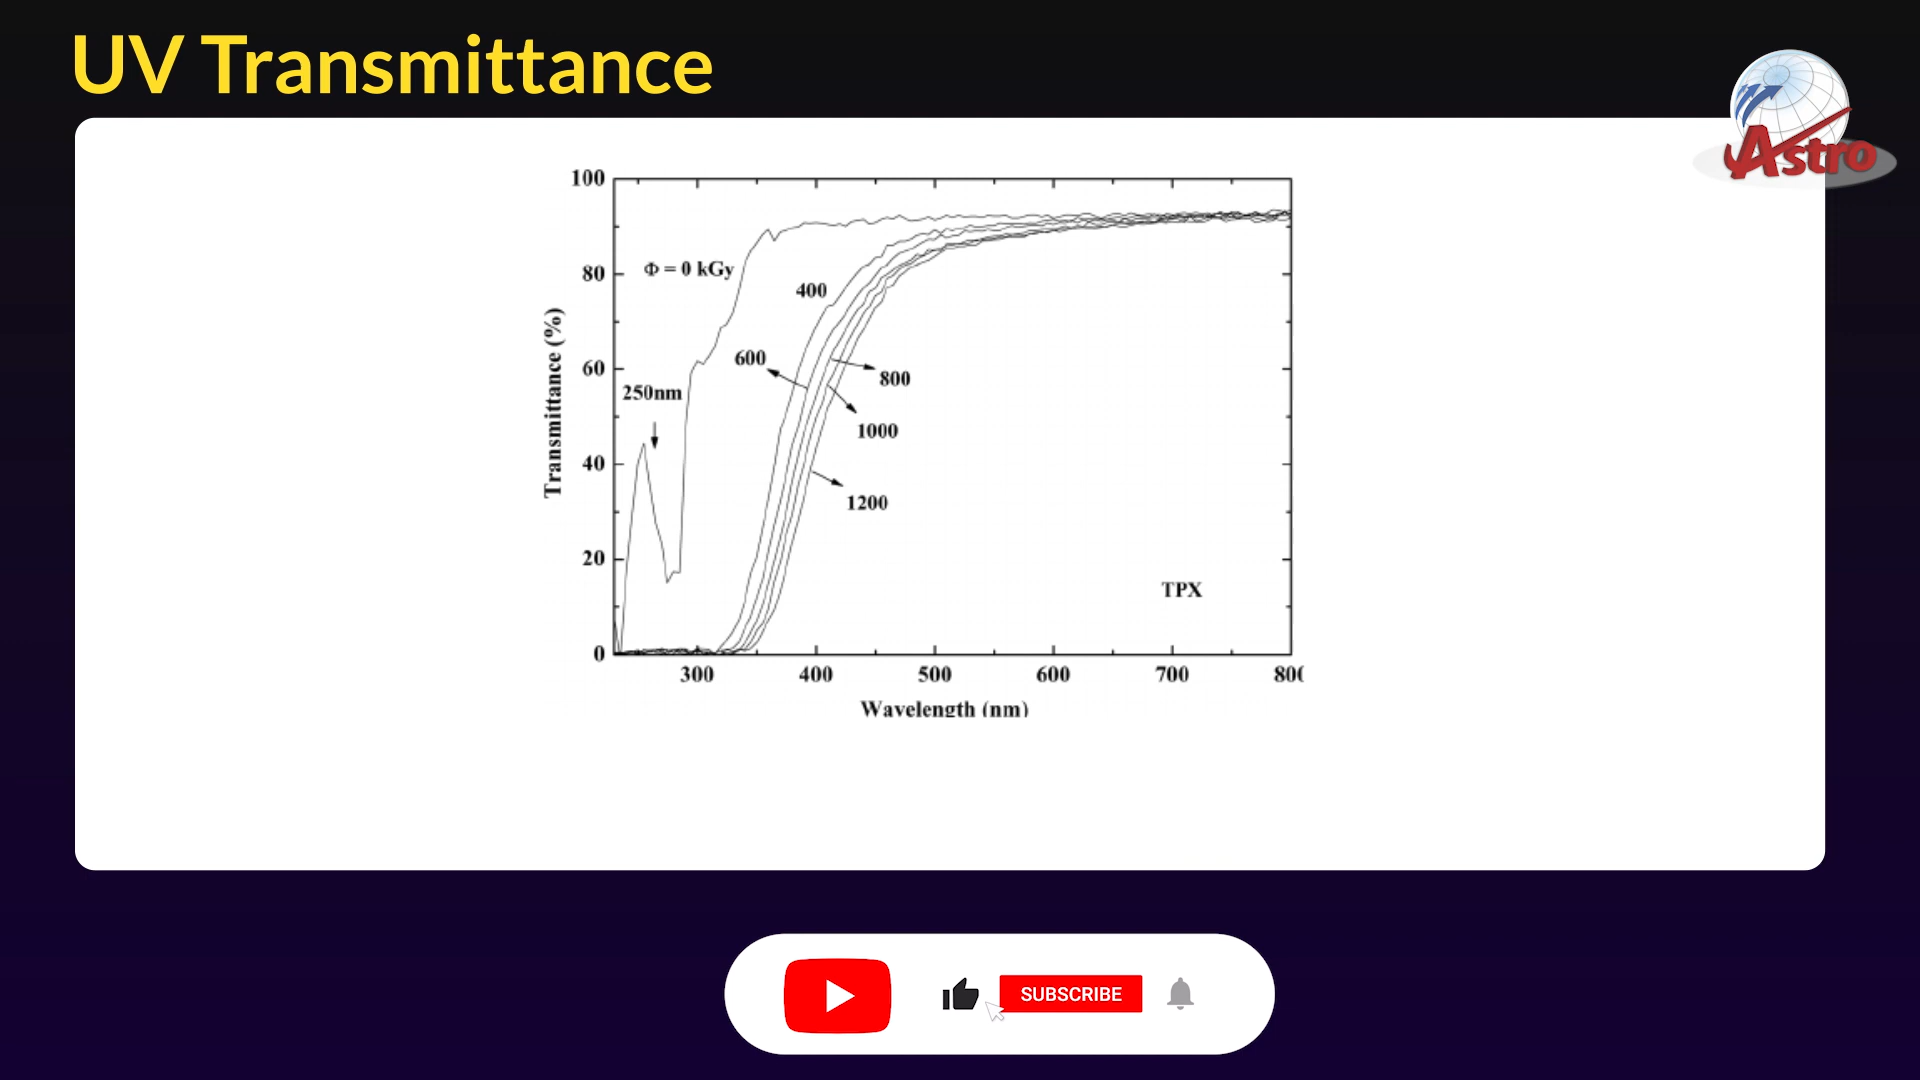 UV Transmittance
Astro
100
80
60
40
20
0
Transmittance (%)
Φ = 0 kGy
250nm
400
600
800
1000
1200
TPX
300 400 500 600 700 800
Wavelength (nm)
SUBSCRIBE